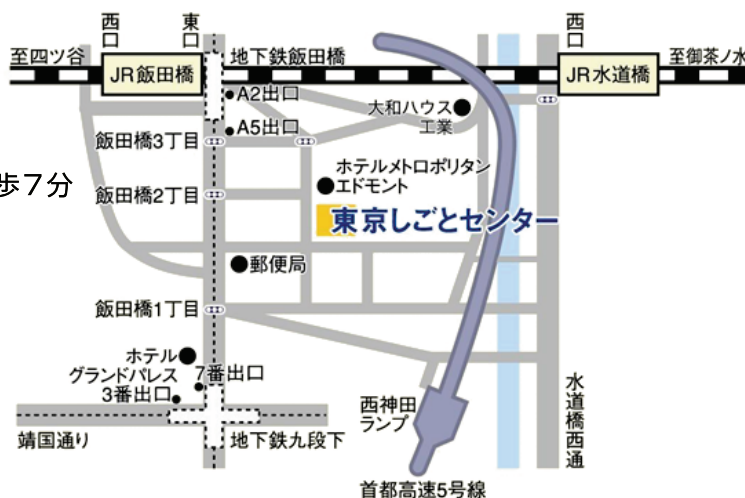 西口
東口
西口
至四ツ谷
JR飯田橋
地下鉄飯田橋
JR水道橋
至御茶ノ水
A2出口
大和ハウス
工業
A5出口
飯田橋3丁目
ホテルメトロポリタン
エドモント
歩7分
飯田橋2丁目
東京しごとセンター
郵便局
飯田橋1丁目
ホテル
グランドパレス
7番出口
3番出口
西神田
ランプ
水道橋西通
靖国通り
地下鉄九段下
首都高速5号線